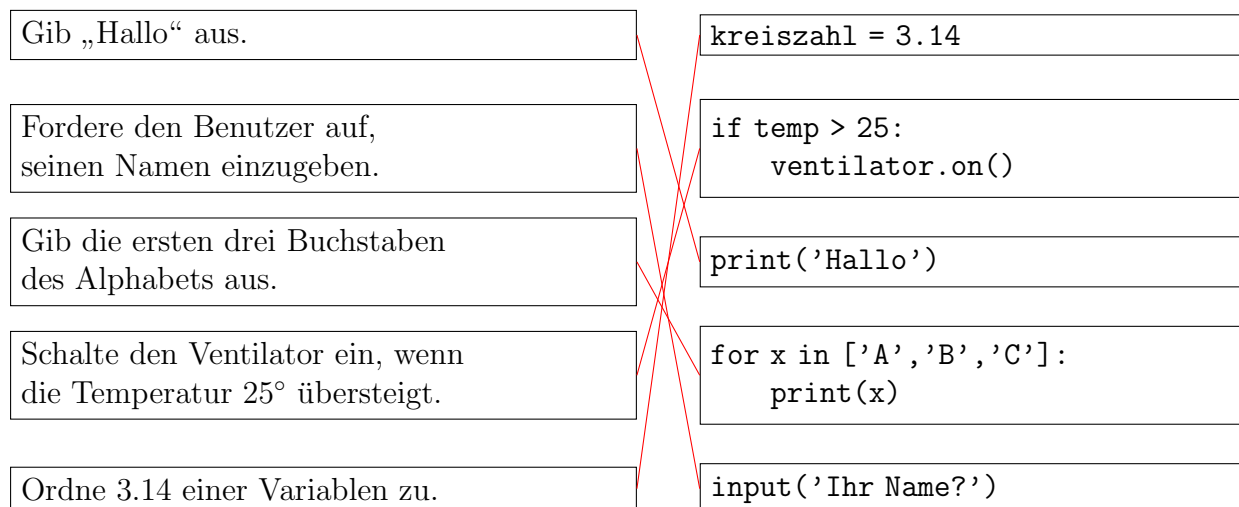 Gib „Hallo“ aus.
Fordere den Benutzer auf,
seinen Namen einzugeben.
Gib die ersten drei Buchstaben
des Alphabets aus.
Schalte den Ventilator ein, wenn
die Temperatur 25° übersteigt.
Ordne 3.14 einer Variablen zu.
kreiszahl = 3.14
if temp > 25:
    ventilator.on()
print('Hallo')
for x in ['A','B','C']:
    print(x)
input('Ihr Name?')